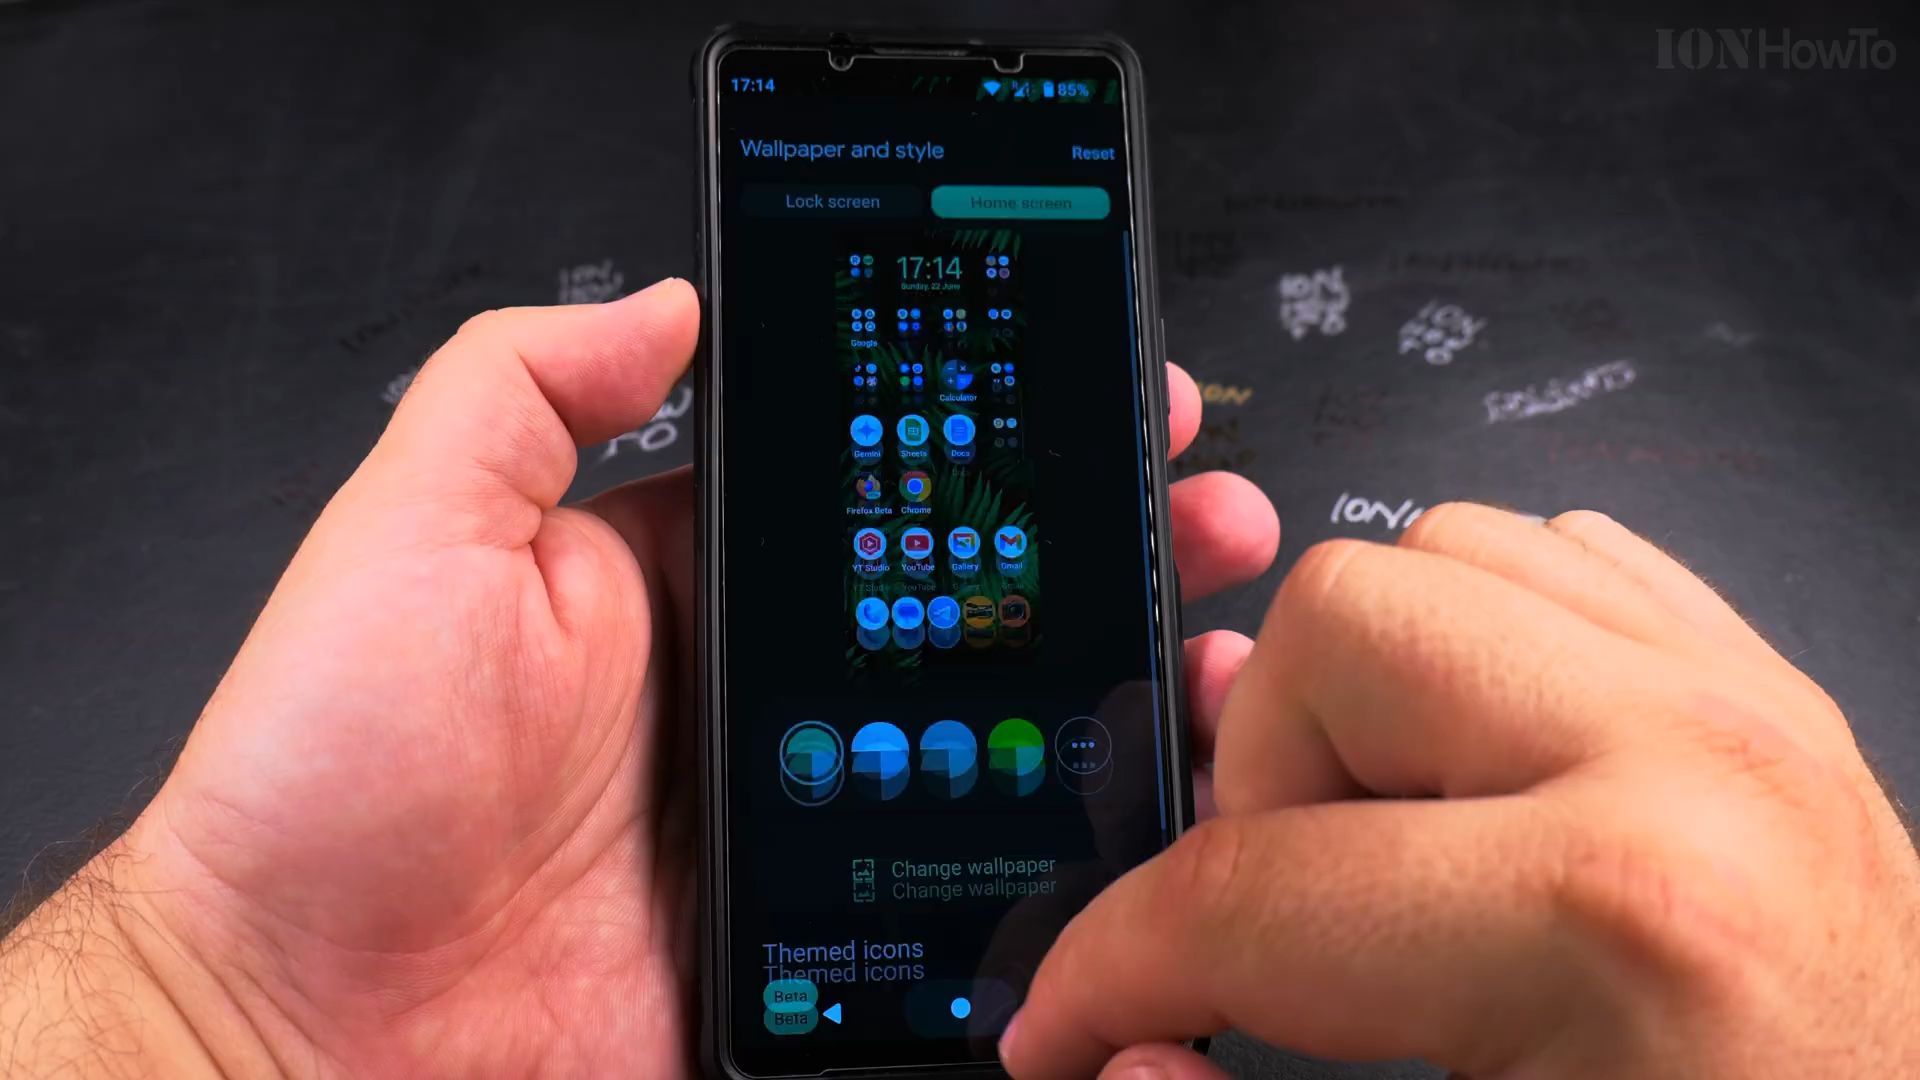 ION HowTo
17:14
85%
Wallpaper and style
Reset
Lock screen
Home screen
17:14
Sunday, 22 June
Google
Calculator
Gemini
Sheets
Docs
Firefox Beta
Chrome
YT Studio
YouTube
Gallery
Gmail
Change wallpaper
Change wallpaper
Themed icons
Themed icons
Beta
Beta